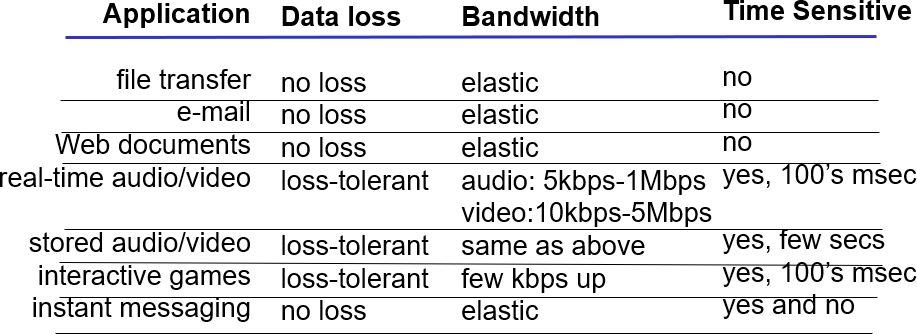 Application Data loss Bandwidth Time Sensitive
file transfer no loss elastic no
e-mail no loss elastic no
Web documents no loss elastic no
real-time audio/video loss-tolerant audio: 5kbps-1Mbps yes, 100’s msec
video:10kbps-5Mbps
stored audio/video loss-tolerant same as above yes, few secs
interactive games loss-tolerant few kbps up yes, 100’s msec
instant messaging no loss elastic yes and no